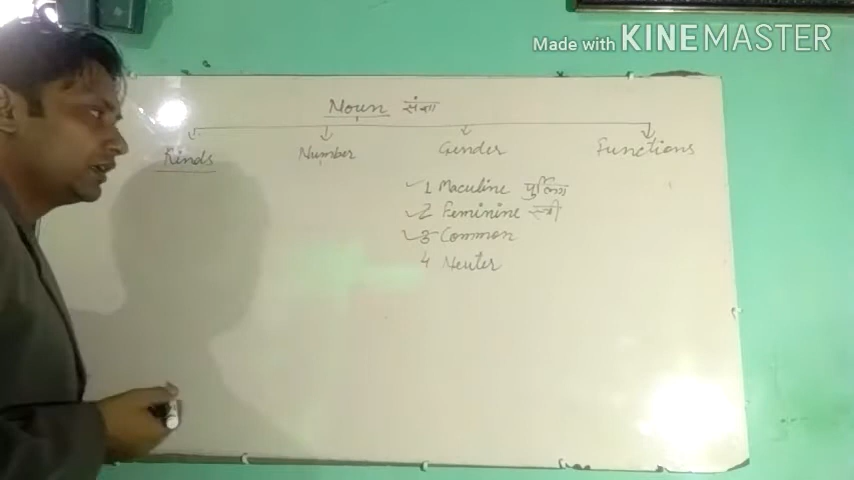 Made with KINEMASTER
Noun संज्ञा
Kinds Number Gender Functions
1 Maculine पुल्लिंग
2 Feminine स्त्री
3 Common
4 Neuter